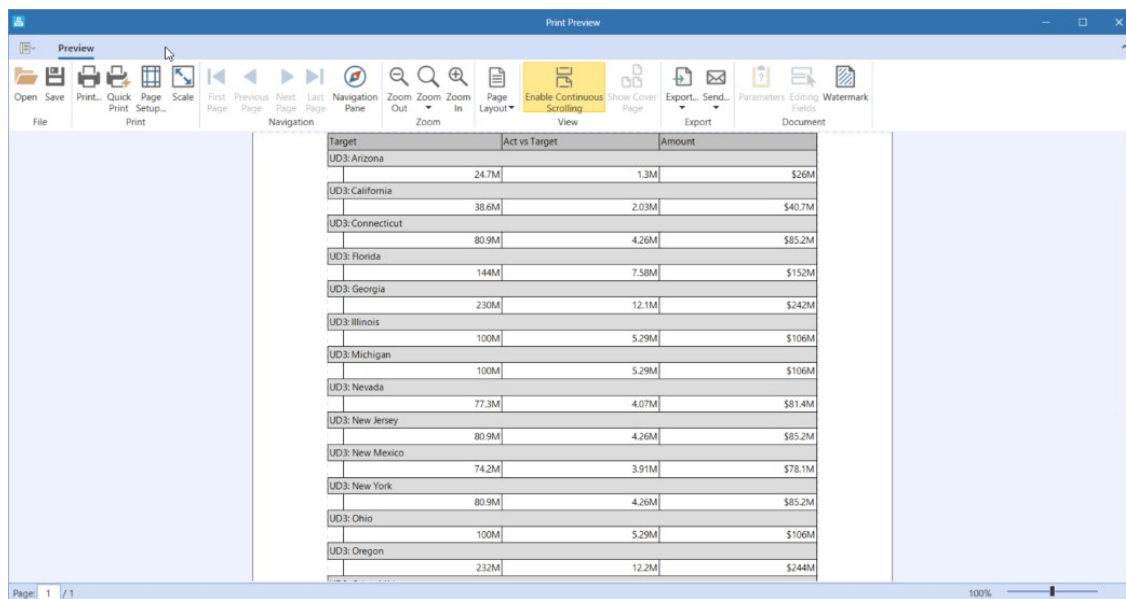 Print Preview
Preview
Open Save Print... Quick Print Page Setup... Scale First Page Previous Page Next Page Last Page Navigation Pane Zoom Out Zoom Zoom In Page Layout Enable Continuous Scrolling Show Cover Page Export... Send... Parameters Editing Fields Watermark
File Print Navigation Zoom View Export Document
Target Act vs Target Amount
UD3: Arizona
24.7M 1.3M $26M
UD3: California
38.6M 2.03M $40.7M
UD3: Connecticut
80.9M 4.26M $85.2M
UD3: Florida
144M 7.58M $152M
UD3: Georgia
230M 12.1M $242M
UD3: Illinois
100M 5.29M $106M
UD3: Michigan
100M 5.29M $106M
UD3: Nevada
77.3M 4.07M $81.4M
UD3: New Jersey
80.9M 4.26M $85.2M
UD3: New Mexico
74.2M 3.91M $78.1M
UD3: New York
80.9M 4.26M $85.2M
UD3: Ohio
100M 5.29M $106M
UD3: Oregon
232M 12.2M $244M
Page: 1 / 1 100%